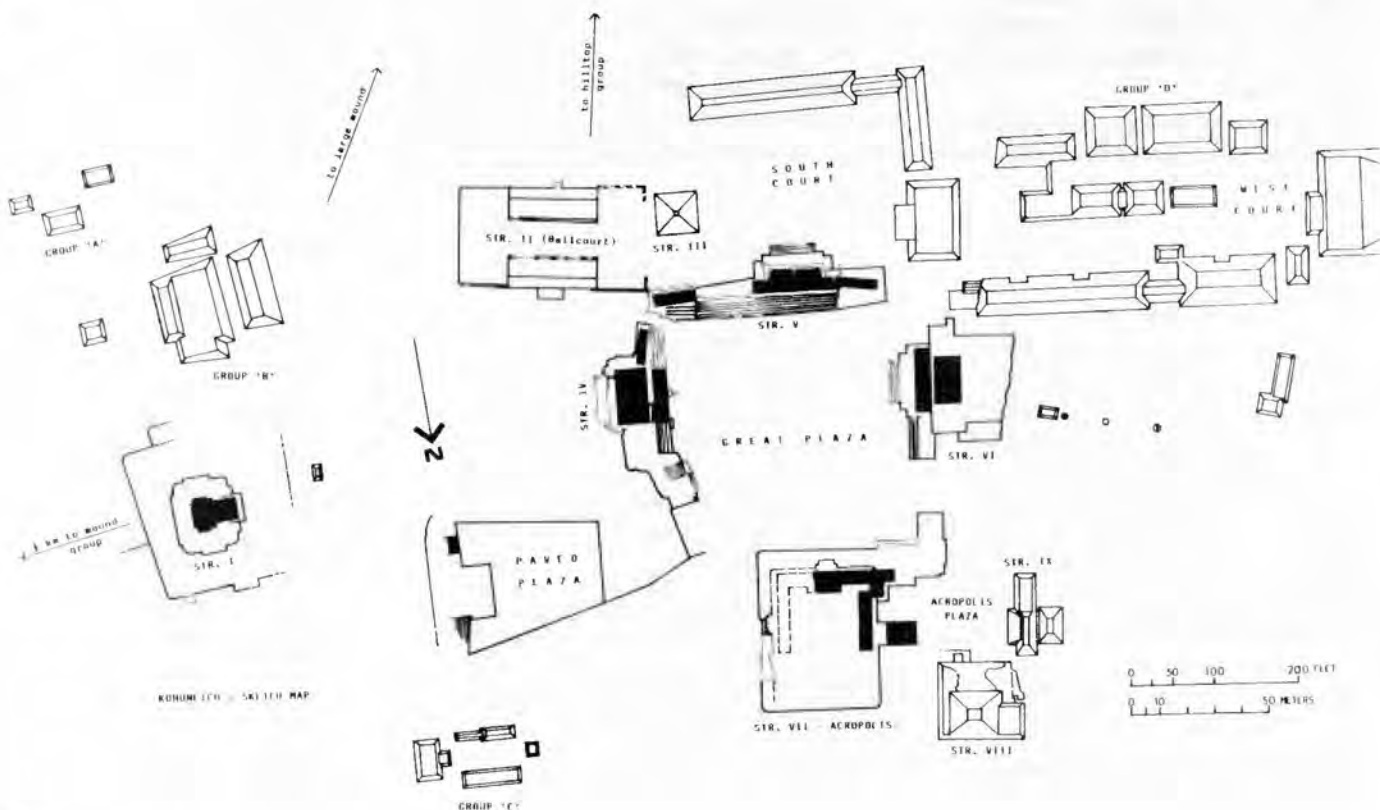 to hilltop
group
to large mound
GROUP 'D'
SOUTH
COURT
WEST
COURT
GROUP 'A'
STR. II (Ballcourt)
STR. III
STR. V
GROUP 'B'
STR. IV
N
GREAT PLAZA
STR. VI
km to mound
group
STR. I
PAVED
PLAZA
STR. IX
ACROPOLIS
PLAZA
0 50 100 200 FEET
0 10 50 METERS
SKETCH MAP
STR. VII - ACROPOLIS
STR. VIII
GROUP 'C'